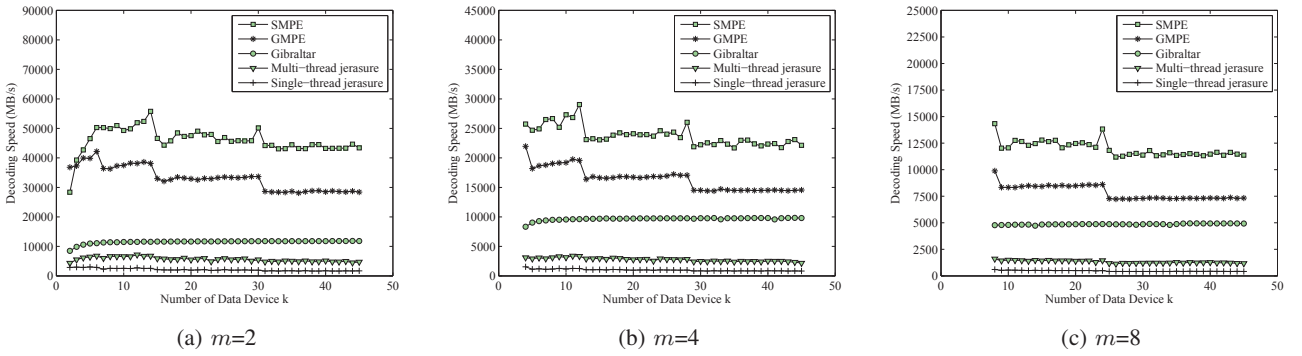 90000
80000
70000
60000
50000
40000
30000
20000
10000
0
Decoding Speed (MB/s)
SMPE
GMPE
Gibraltar
Multi−thread jerasure
Single−thread jerasure
0 10 20 30 40 50
Number of Data Device k
(a) m=2
45000
40000
35000
30000
25000
20000
15000
10000
5000
0
Decoding Speed (MB/s)
SMPE
GMPE
Gibraltar
Multi−thread jerasure
Single−thread jerasure
0 10 20 30 40 50
Number of Data Device k
(b) m=4
25000
22500
20000
17500
15000
12500
10000
7500
5000
2500
0
Decoding Speed (MB/s)
SMPE
GMPE
Gibraltar
Multi−thread jerasure
Single−thread jerasure
0 10 20 30 40 50
Number of Data Device k
(c) m=8